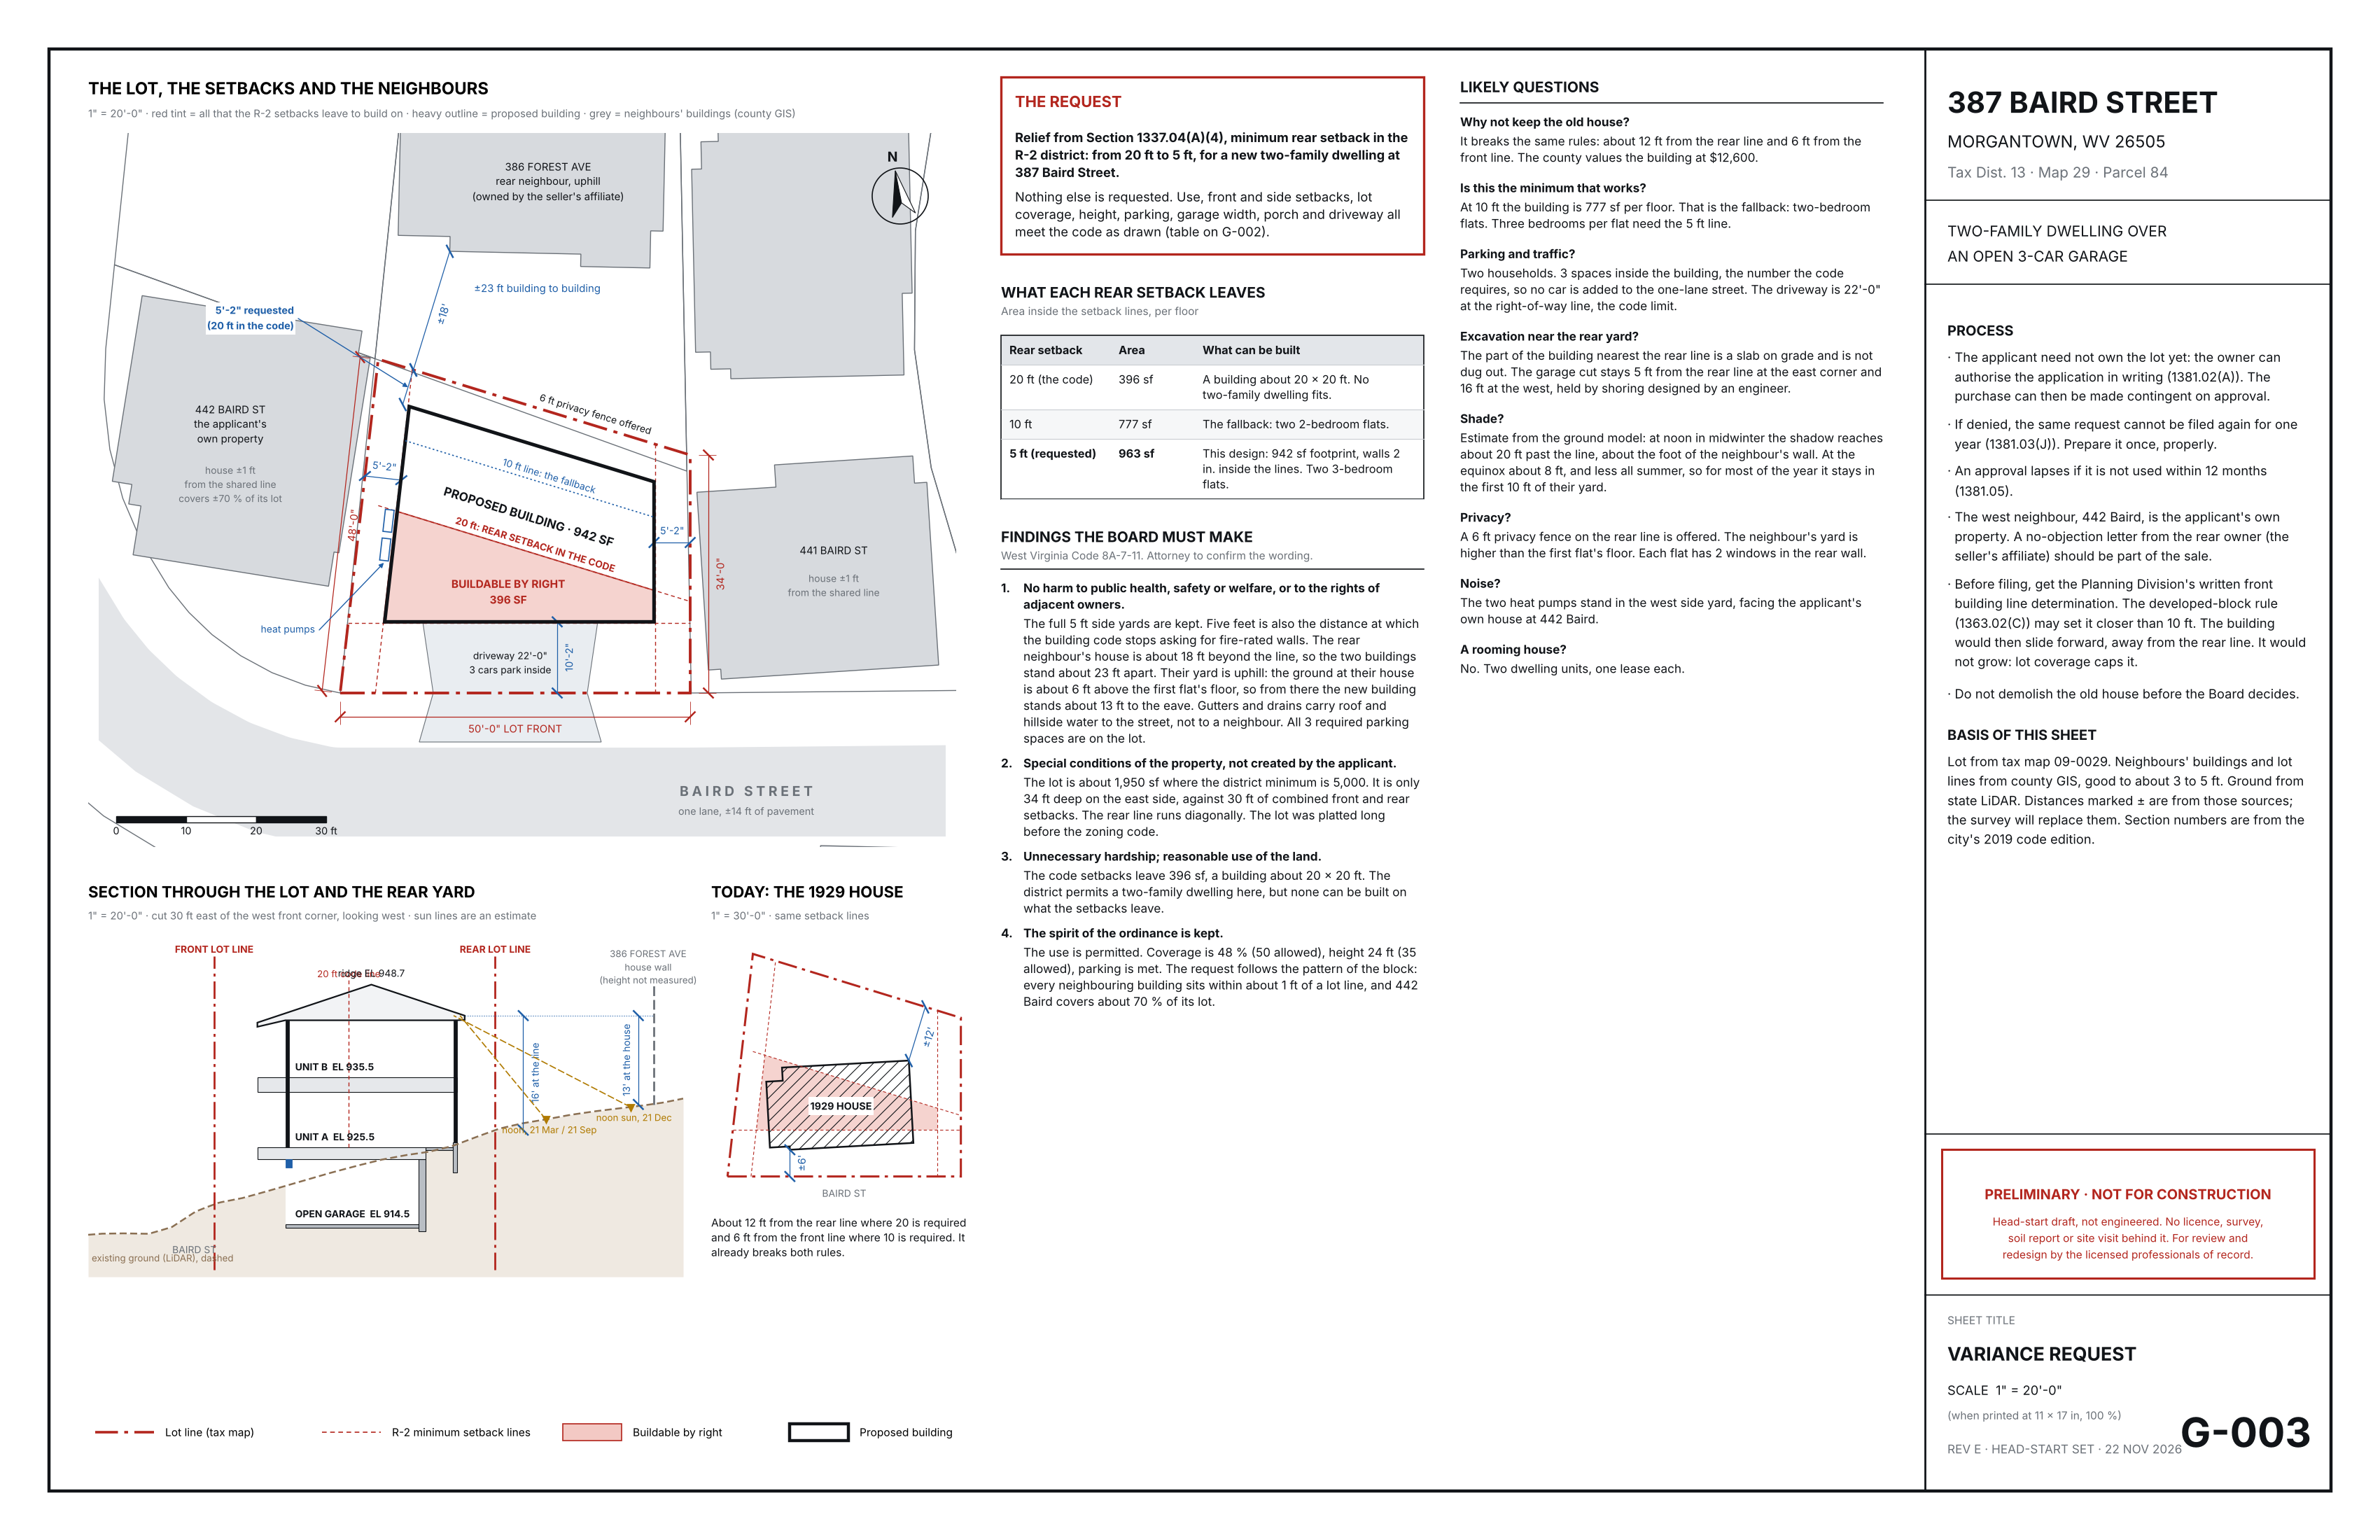 THE LOT, THE SETBACKS AND THE NEIGHBOURS
1" = 20'-0" · red tint = all that the R-2 setbacks leave to build on · heavy outline = proposed building · grey = neighbours' buildings (county GIS)
386 FOREST AVE
rear neighbour, uphill
(owned by the seller's affiliate)
N
±23 ft building to building
±18'
5'-2" requested
(20 ft in the code)
6 ft privacy fence offered
442 BAIRD ST
the applicant's
own property
house ±1 ft
from the shared line
covers ±70 % of its lot
5'-2"
10 ft line: the fallback
PROPOSED BUILDING · 942 SF
20 ft: REAR SETBACK IN THE CODE
5'-2"
48'-0"
34'-0"
BUILDABLE BY RIGHT
396 SF
441 BAIRD ST
house ±1 ft
from the shared line
heat pumps
driveway 22'-0"
3 cars park inside
10'-2"
50'-0" LOT FRONT
BAIRD STREET
one lane, ±14 ft of pavement
0 10 20 30 ft
SECTION THROUGH THE LOT AND THE REAR YARD
1" = 20'-0" · cut 30 ft east of the west front corner, looking west · sun lines are an estimate
FRONT LOT LINE
REAR LOT LINE
386 FOREST AVE
house wall
(height not measured)
20 ft
ridge EL 948.7
16' at the line
13' at the house
UNIT B EL 935.5
UNIT A EL 925.5
noon, 21 Mar / 21 Sep
noon sun, 21 Dec
OPEN GARAGE EL 914.5
BAIRD ST
existing ground (LiDAR), dashed
TODAY: THE 1929 HOUSE
1" = 30'-0" · same setback lines
±12'
1929 HOUSE
±6'
BAIRD ST
About 12 ft from the rear line where 20 is required
and 6 ft from the front line where 10 is required. It
already breaks both rules.
Lot line (tax map)
R-2 minimum setback lines
Buildable by right
Proposed building
THE REQUEST
Relief from Section 1337.04(A)(4), minimum rear setback in the
R-2 district: from 20 ft to 5 ft, for a new two-family dwelling at
387 Baird Street.
Nothing else is requested. Use, front and side setbacks, lot
coverage, height, parking, garage width, porch and driveway all
meet the code as drawn (table on G-002).
WHAT EACH REAR SETBACK LEAVES
Area inside the setback lines, per floor
Rear setback Area What can be built
20 ft (the code) 396 sf A building about 20 × 20 ft. No
two-family dwelling fits.
10 ft 777 sf The fallback: two 2-bedroom flats.
5 ft (requested) 963 sf This design: 942 sf footprint, walls 2
in. inside the lines. Two 3-bedroom
flats.
FINDINGS THE BOARD MUST MAKE
West Virginia Code 8A-7-11. Attorney to confirm the wording.
1. No harm to public health, safety or welfare, or to the rights of
adjacent owners.
The full 5 ft side yards are kept. Five feet is also the distance at which
the building code stops asking for fire-rated walls. The rear
neighbour's house is about 18 ft beyond the line, so the two buildings
stand about 23 ft apart. Their yard is uphill: the ground at their house
is about 6 ft above the first flat's floor, so from there the new building
stands about 13 ft to the eave. Gutters and drains carry roof and
hillside water to the street, not to a neighbour. All 3 required parking
spaces are on the lot.
2. Special conditions of the property, not created by the applicant.
The lot is about 1,950 sf where the district minimum is 5,000. It is only
34 ft deep on the east side, against 30 ft of combined front and rear
setbacks. The rear line runs diagonally. The lot was platted long
before the zoning code.
3. Unnecessary hardship; reasonable use of the land.
The code setbacks leave 396 sf, a building about 20 × 20 ft. The
district permits a two-family dwelling here, but none can be built on
what the setbacks leave.
4. The spirit of the ordinance is kept.
The use is permitted. Coverage is 48 % (50 allowed), height 24 ft (35
allowed), parking is met. The request follows the pattern of the block:
every neighbouring building sits within about 1 ft of a lot line, and 442
Baird covers about 70 % of its lot.
LIKELY QUESTIONS
Why not keep the old house?
It breaks the same rules: about 12 ft from the rear line and 6 ft from the
front line. The county values the building at $12,600.
Is this the minimum that works?
At 10 ft the building is 777 sf per floor. That is the fallback: two-bedroom
flats. Three bedrooms per flat need the 5 ft line.
Parking and traffic?
Two households. 3 spaces inside the building, the number the code
requires, so no car is added to the one-lane street. The driveway is 22'-0"
at the right-of-way line, the code limit.
Excavation near the rear yard?
The part of the building nearest the rear line is a slab on grade and is not
dug out. The garage cut stays 5 ft from the rear line at the east corner and
16 ft at the west, held by shoring designed by an engineer.
Shade?
Estimate from the ground model: at noon in midwinter the shadow reaches
about 20 ft past the line, about the foot of the neighbour's wall. At the
equinox about 8 ft, and less all summer, so for most of the year it stays in
the first 10 ft of their yard.
Privacy?
A 6 ft privacy fence on the rear line is offered. The neighbour's yard is
higher than the first flat's floor. Each flat has 2 windows in the rear wall.
Noise?
The two heat pumps stand in the west side yard, facing the applicant's
own house at 442 Baird.
A rooming house?
No. Two dwelling units, one lease each.
387 BAIRD STREET
MORGANTOWN, WV 26505
Tax Dist. 13 · Map 29 · Parcel 84
TWO-FAMILY DWELLING OVER
AN OPEN 3-CAR GARAGE
PROCESS
· The applicant need not own the lot yet: the owner can
authorise the application in writing (1381.02(A)). The
purchase can then be made contingent on approval.
· If denied, the same request cannot be filed again for one
year (1381.03(J)). Prepare it once, properly.
· An approval lapses if it is not used within 12 months
(1381.05).
· The west neighbour, 442 Baird, is the applicant's own
property. A no-objection letter from the rear owner (the
seller's affiliate) should be part of the sale.
· Before filing, get the Planning Division's written front
building line determination. The developed-block rule
(1363.02(C)) may set it closer than 10 ft. The building
would then slide forward, away from the rear line. It would
not grow: lot coverage caps it.
· Do not demolish the old house before the Board decides.
BASIS OF THIS SHEET
Lot from tax map 09-0029. Neighbours' buildings and lot
lines from county GIS, good to about 3 to 5 ft. Ground from
state LiDAR. Distances marked ± are from those sources;
the survey will replace them. Section numbers are from the
city's 2019 code edition.
PRELIMINARY · NOT FOR CONSTRUCTION
Head-start draft, not engineered. No licence, survey,
soil report or site visit behind it. For review and
redesign by the licensed professionals of record.
SHEET TITLE
VARIANCE REQUEST
SCALE 1" = 20'-0"
(when printed at 11 × 17 in, 100 %)
REV E · HEAD-START SET · 22 NOV 2026
G-003